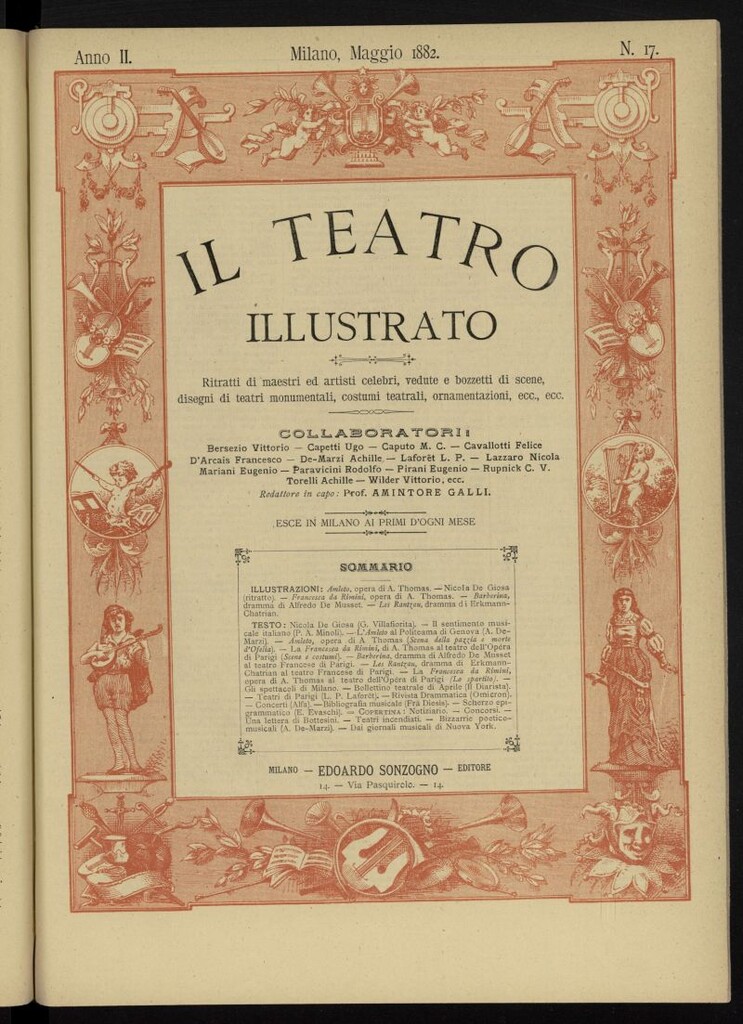 Anno II.
Milano, Maggio 1882.
N. 17.
IL TEATRO
ILLUSTRATO
Ritratti di maestri ed artisti celebri, vedute e bozzetti di scene,
disegni di teatri monumentali, costumi teatrali, ornamentazioni, ecc., ecc.
COLLABORATORI:
Bersezio Vittorio — Capetti Ugo — Caputo M. C. — Cavallotti Felice
D'Arcais Francesco — De-Marzi Achille — Laforêt L. P. — Lazzaro Nicola
Mariani Eugenio — Paravicini Rodolfo — Pirani Eugenio — Rupnick C. V.
Torelli Achille — Wilder Vittorio, ecc.
Redattore in capo: Prof. AMINTORE GALLI.
ESCE IN MILANO AI PRIMI D'OGNI MESE
SOMMARIO
ILLUSTRAZIONI: Amleto, opera di A. Thomas. — Nicola De Giosa
(ritratto). — Francesca da Rimini, opera di A. Thomas. — Barberina,
dramma di Alfredo De Musset. — Les Rantzau, dramma di Erkmann-
Chatrian.
TESTO: Nicola De Giosa (G. Villafiorita). — Il sentimento musi-
cale italiano (P. A. Minoli). — L'Amleto al Politeama di Genova (A. De-
Marzi). — Amleto, opera di A. Thomas (Scena della pazzia e morte
d'Ofelia). — La Francesca da Rimini, di A. Thomas al teatro dell'Opéra
di Parigi (Scene e costumi). — Barberina, dramma di Alfredo De Musset
al teatro Francese di Parigi. — Les Rantzau, dramma di Erkmann-
Chatrian al teatro Francese di Parigi. — La Francesca da Rimini,
opera di A. Thomas al teatro dell'Opéra di Parigi (Lo spartito). —
Gli spettacoli di Milano. — Bollettino teatrale di Aprile (Il Diarista).
— Teatri di Parigi (L. P. Laforêt). — Rivista Drammatica (Omicron).
— Concerti (Alfa). — Bibliografia musicale (Frà Diesis). — Scherzo epi-
grammatico (E. Evaschi). — COPERTINA: Notiziario. — Concorsi. —
Una lettera di Bottesini. — Teatri incendiati. — Bizzarrie poetico-
musicali (A. De-Marzi). — Dai giornali musicali di Nuova York.
MILANO — EDOARDO SONZOGNO — EDITORE
14. — Via Pasquirolo. — 14.